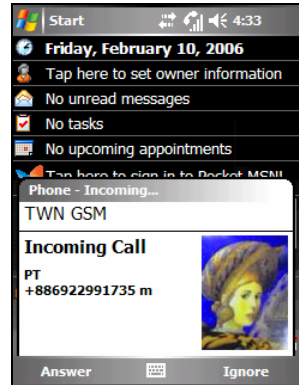 Start 4:33
Friday, February 10, 2006
Tap here to set owner information
No unread messages
No tasks
No upcoming appointments
Tap here to sign in to Pocket MSN!
Phone - Incoming...
TWN GSM
Incoming Call
PT
+886922991735 m
Answer Ignore